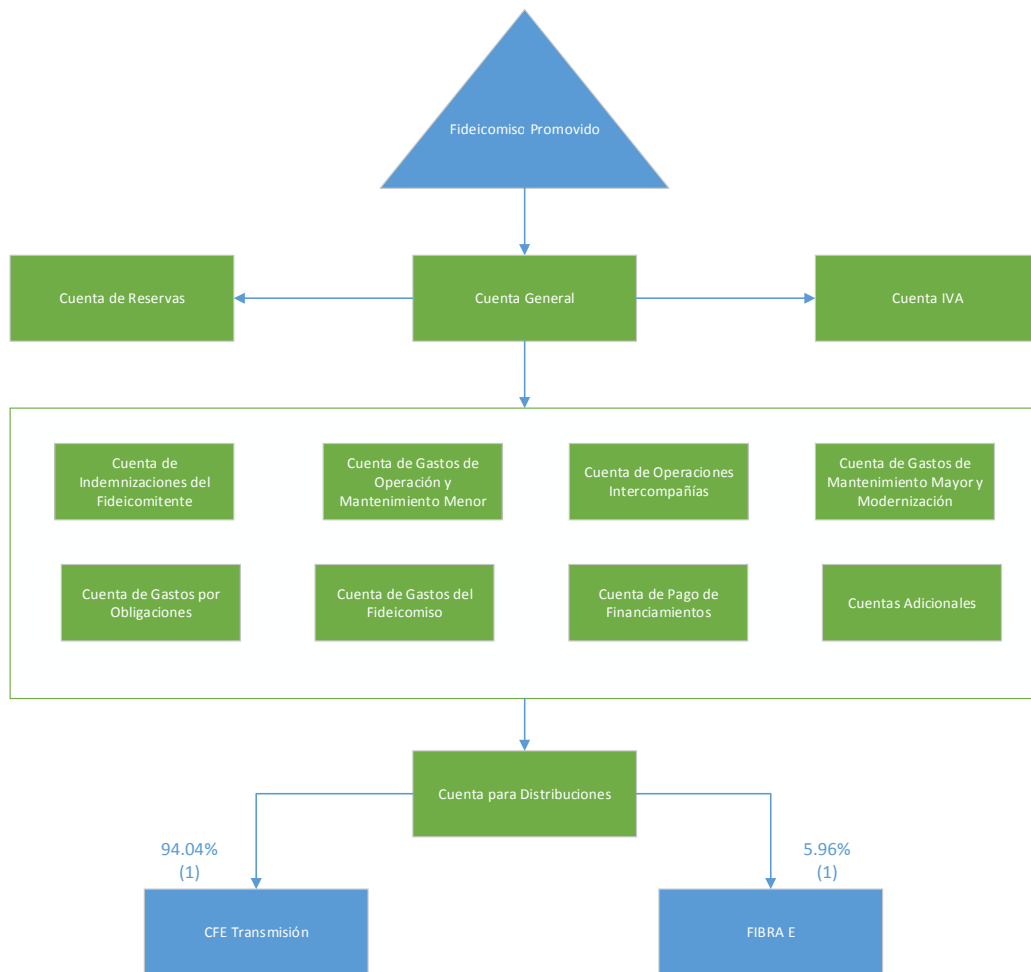 Fideicomiso Promovido
Cuenta de Reservas
Cuenta General
Cuenta IVA
Cuenta de
Indemnizaciones del
Fideicomitente
Cuenta de Gastos de
Operación y
Mantenimiento Menor
Cuenta de Operaciones
Intercompañías
Cuenta de Gastos de
Mantenimiento Mayor y
Modernización
Cuenta de Gastos por
Obligaciones
Cuenta de Gastos del
Fideicomiso
Cuenta de Pago de
Financiamientos
Cuentas Adicionales
Cuenta para Distribuciones
94.04%
(1)
5.96%
(1)
CFE Transmisión
FIBRA E